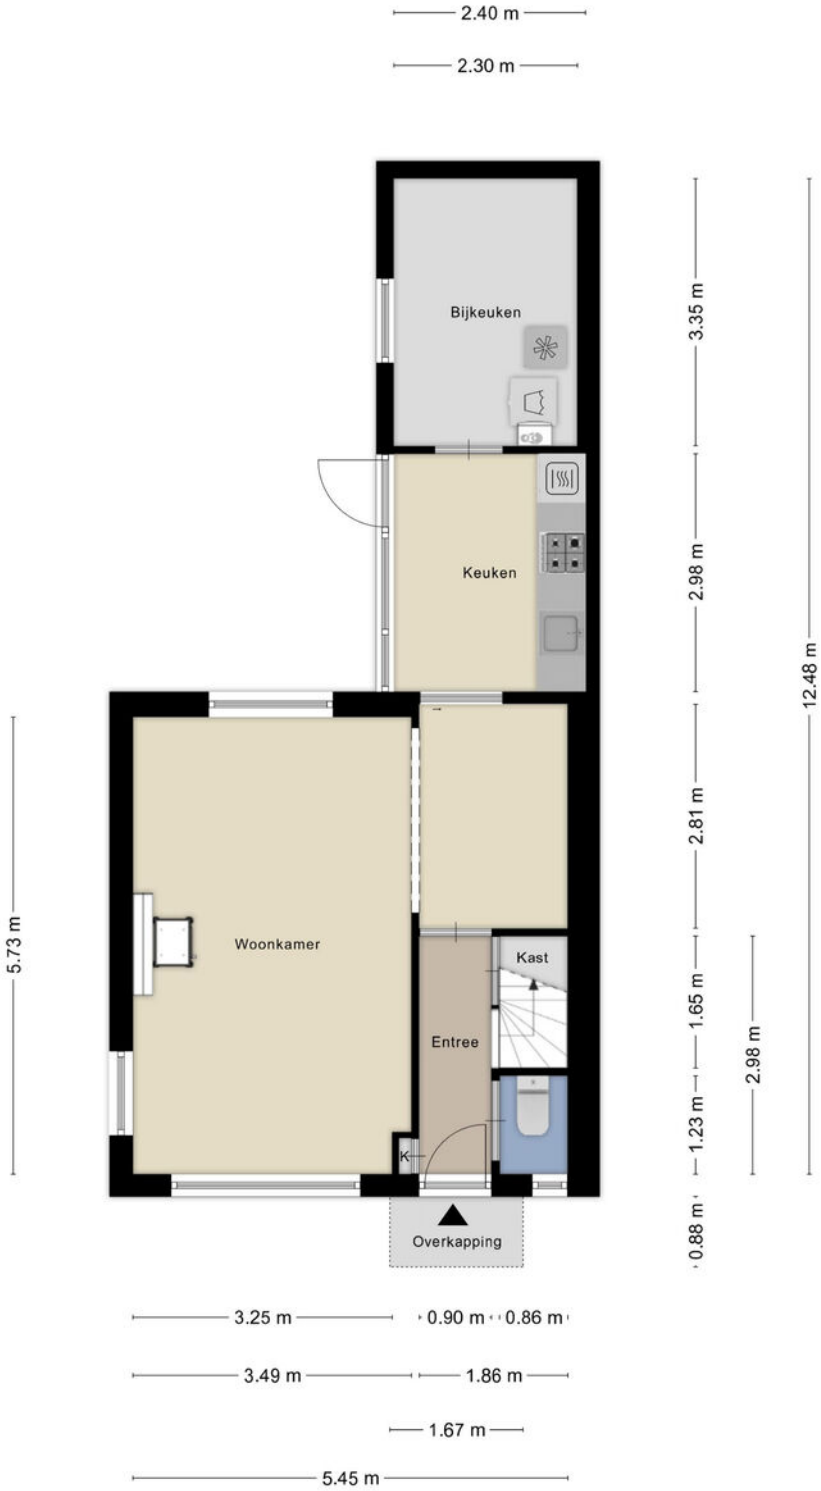 2.40 m
2.30 m
Bijkeuken
3.35 m
Keuken
2.98 m
12.48 m
2.81 m
5.73 m
Woonkamer
Kast
1.65 m
Entree
2.98 m
1.23 m
K
Overkapping
0.88 m
3.25 m
0.90 m
0.86 m
3.49 m
1.86 m
1.67 m
5.45 m